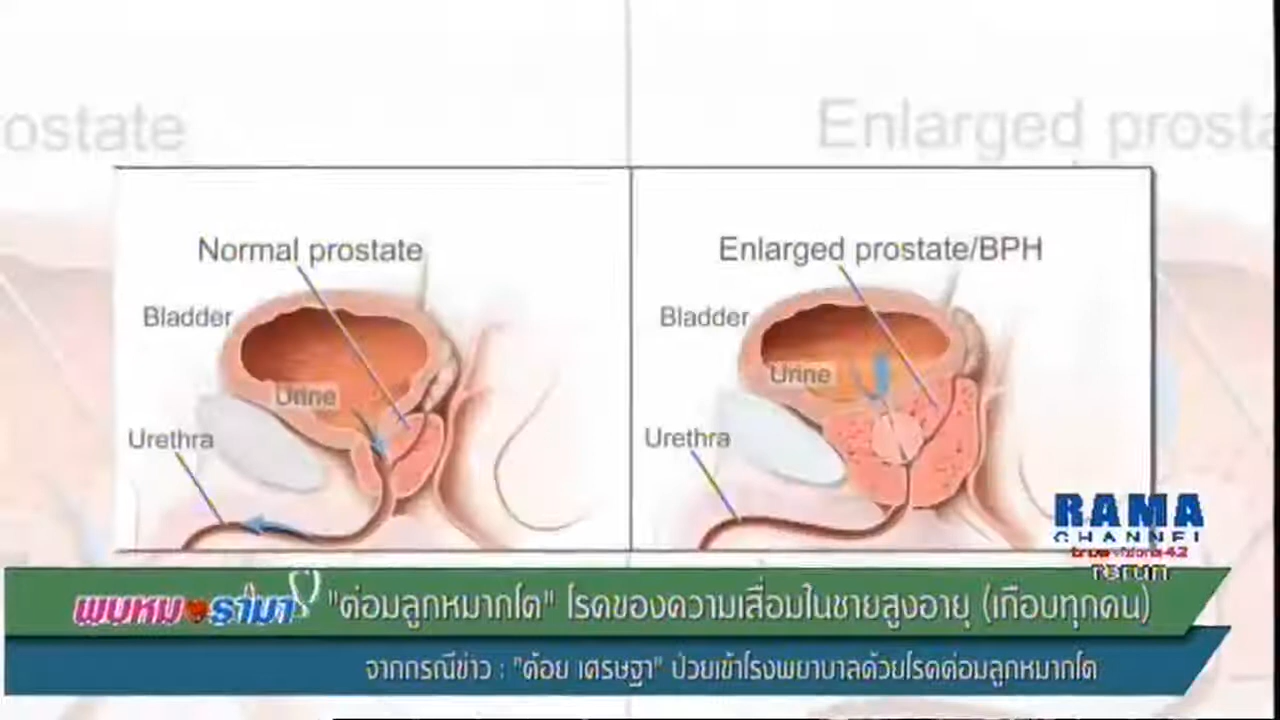 ostate
Enlarged prosta
Normal prostate
Bladder
Urine
Urethra
Enlarged prostate/BPH
Bladder
Urine
Urethra
RAMA
CHANNEL
พบหมอรามา
"ต่อมลูกหมากโต" โรคของความเสื่อมในชายสูงอายุ (เกือบทุกคน)
จากกรณีข่าว : "ต้อย เศรษฐา" ป่วยเข้าโรงพยาบาลด้วยโรคต่อมลูกหมากโต